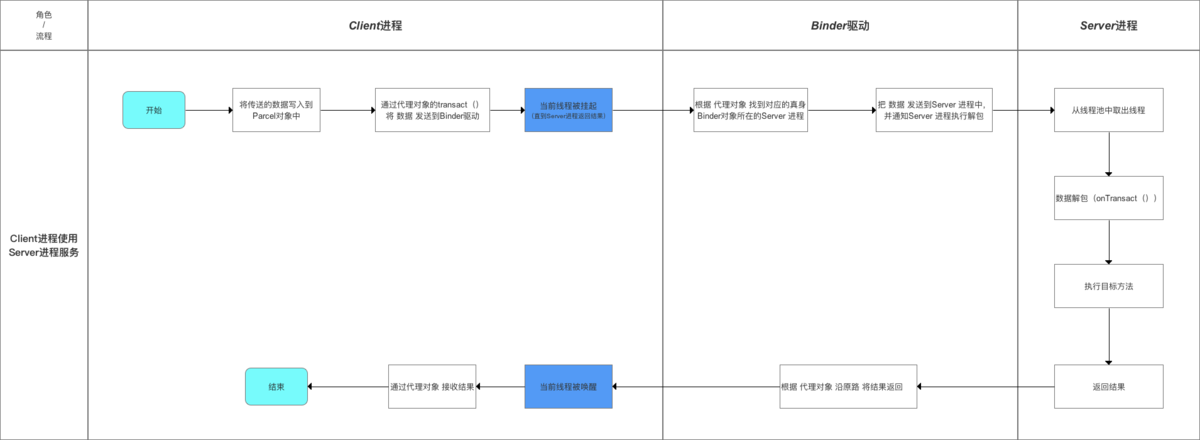 角色
/
流程
Client进程
Binder驱动
Server进程
Client进程使用
Server进程服务
开始
将传送的数据写入到
Parcel对象中
通过代理对象的transact（）
将 数据 发送到Binder驱动
当前线程被挂起
（直到Server进程返回结果）
根据 代理对象 找到对应的真身
Binder对象所在的Server 进程
把 数据 发送到Server 进程中，
并通知Server 进程执行解包
从线程池中取出线程
数据解包（onTransact（））
执行目标方法
返回结果
根据 代理对象 沿原路 将结果返回
当前线程被唤醒
通过代理对象 接收结果
结束